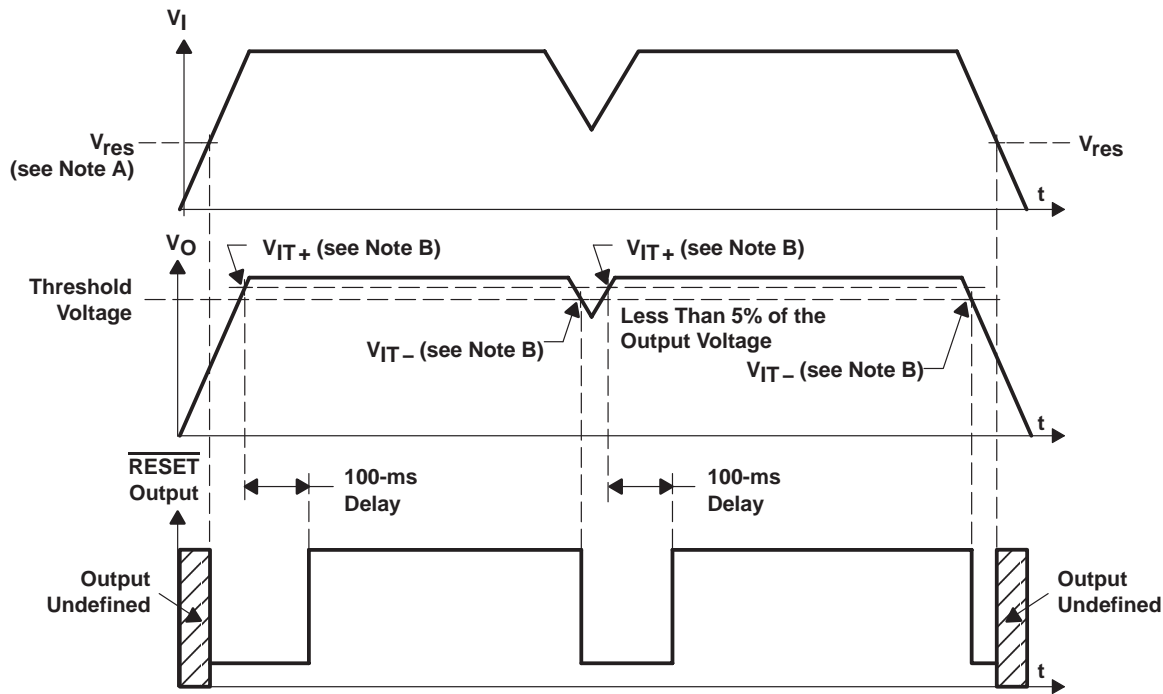 VI
Vres
(see Note A)
Vres
t
VO
VIT+ (see Note B)
VIT+ (see Note B)
Threshold
Voltage
Less Than 5% of the
Output Voltage
VIT− (see Note B)
VIT− (see Note B)
t
RESET
Output
100-ms
Delay
100-ms
Delay
Output
Undefined
Output
Undefined
t